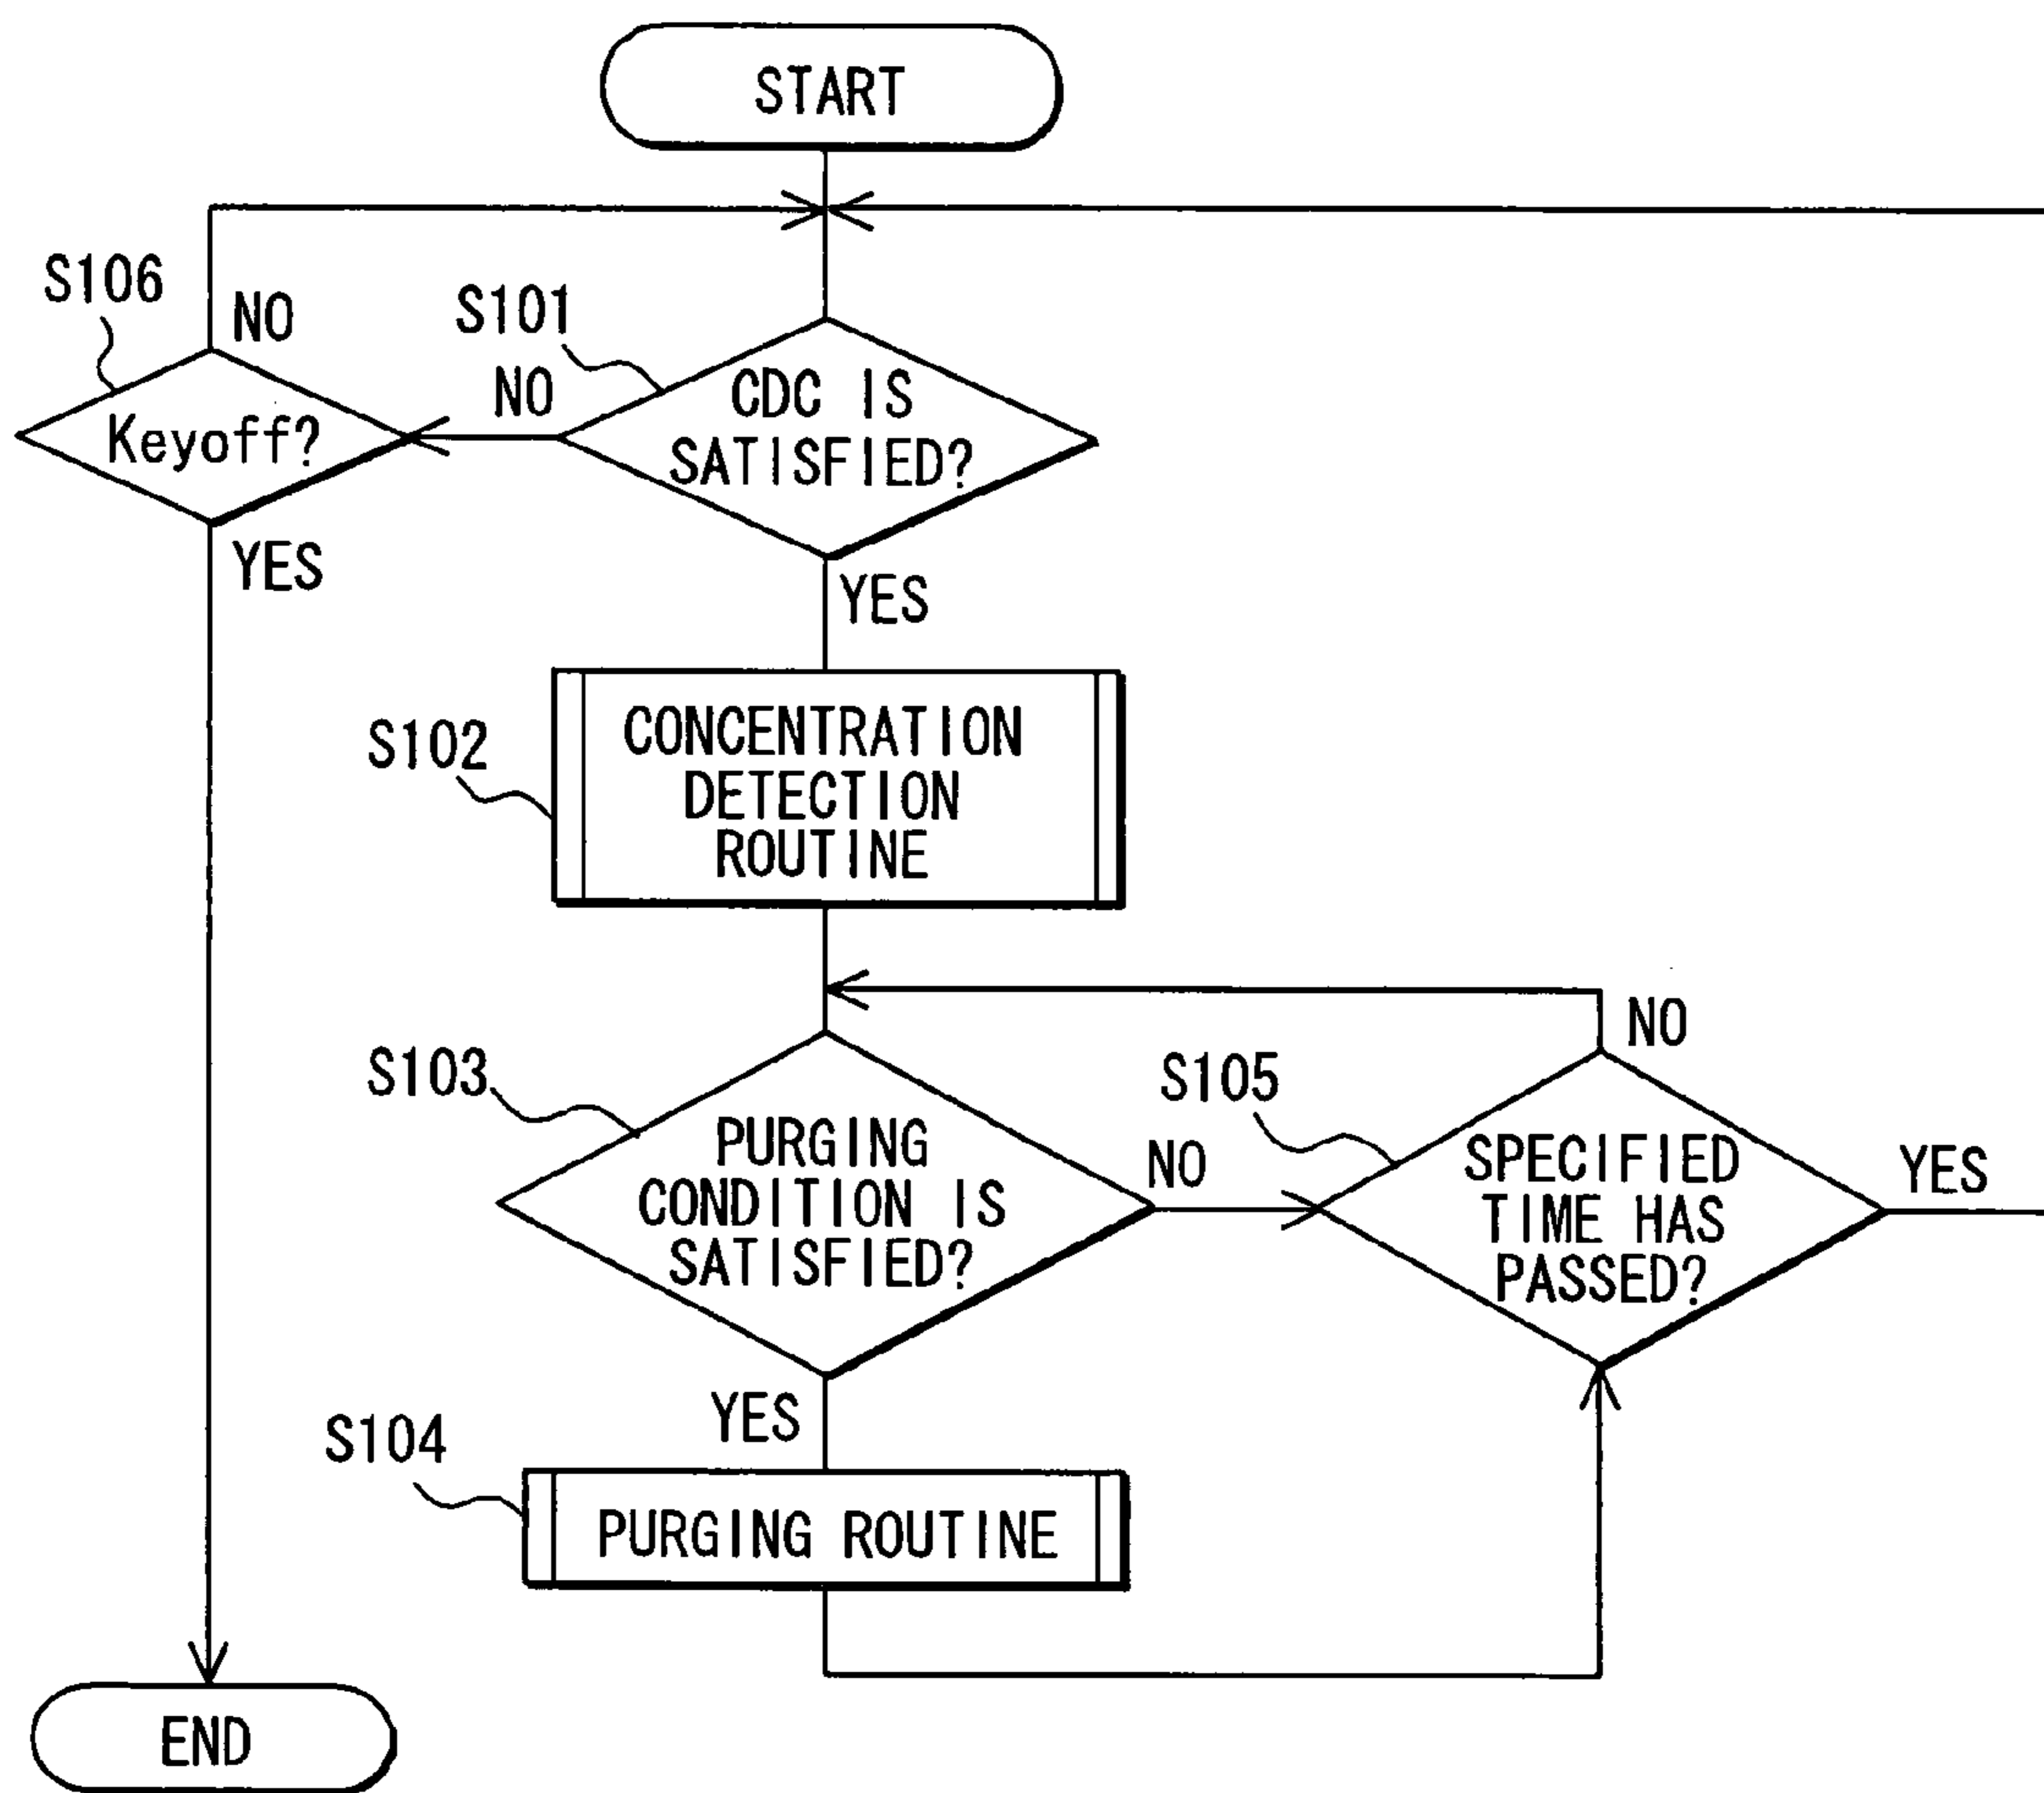 START
S106
NO
S101
NO
CDC IS
SATISFIED?
Keyoff?
YES
YES
S102
CONCENTRATION
DETECTION
ROUTINE
NO
S103
S105
PURGING
CONDITION IS
SATISFIED?
NO
SPECIFIED
TIME HAS
PASSED?
YES
YES
S104
PURGING ROUTINE
END